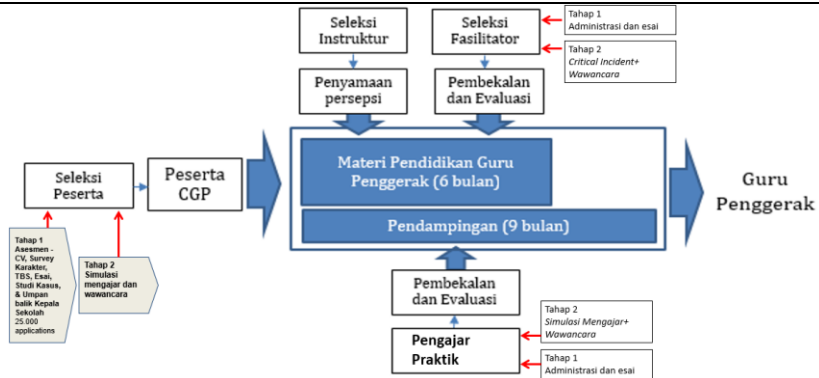 Seleksi
Instruktur
Seleksi
Fasilitator
Tahap 1
Administrasi dan esai
Tahap 2
Critical Incident+
Wawancara
Penyamaan
persepsi
Pembekalan
dan Evaluasi
Seleksi
Peserta
Peserta
CGP
Materi Pendidikan Guru
Penggerak (6 bulan)
Pendampingan (9 bulan)
Guru
Penggerak
Tahap 1
Asesmen -
CV, Survey
Karakter,
TBS, Esai,
Studi Kasus,
& Umpan
balik Kepala
Sekolah
25.000
applications
Tahap 2
Simulasi
mengajar dan
wawancara
Pembekalan
dan Evaluasi
Pengajar
Praktik
Tahap 2
Simulasi Mengajar+
Wawancara
Tahap 1
Administrasi dan esai